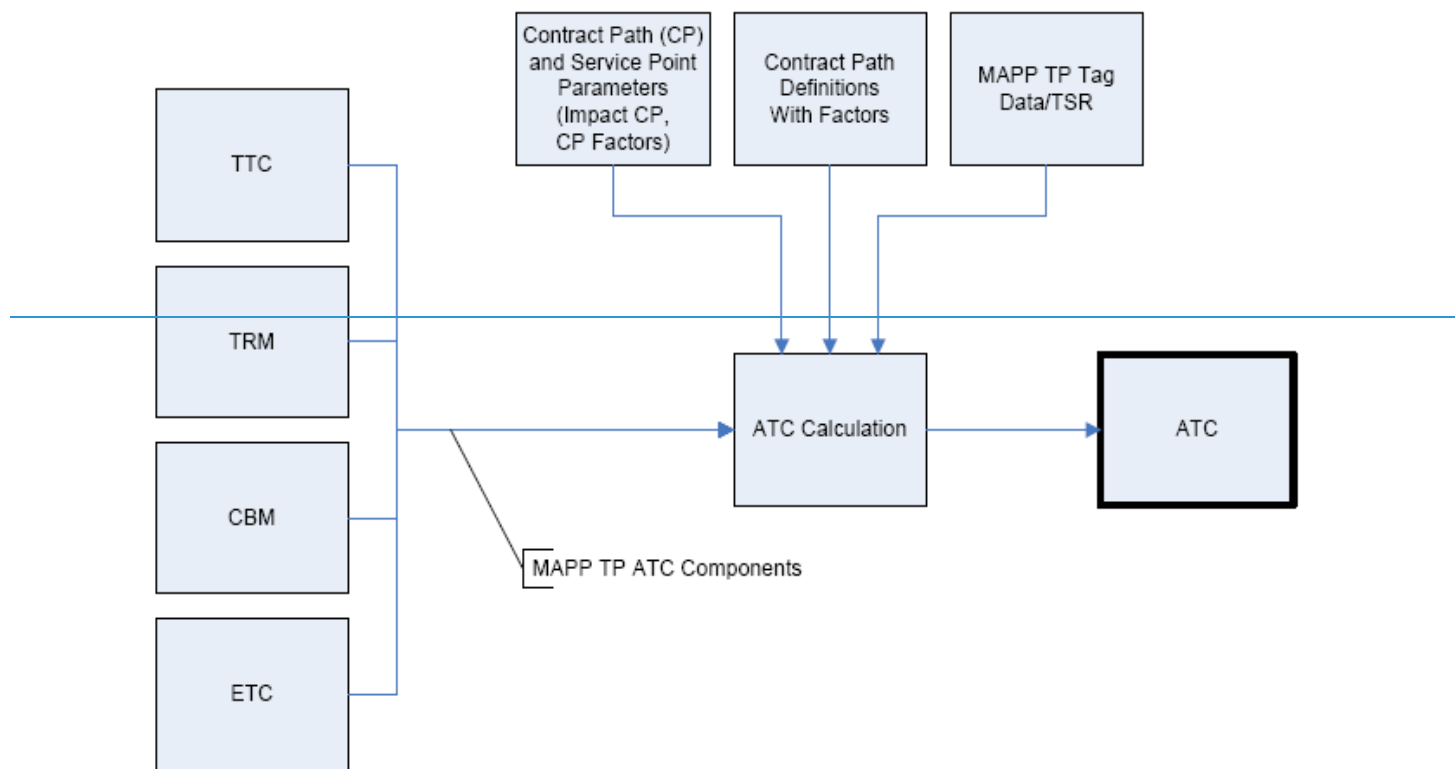 Contract Path (CP)
and Service Point
Parameters
(Impact CP,
CP Factors)
Contract Path
Definitions
With Factors
MAPP TP Tag
Data/TSR
TTC
TRM
CBM
ETC
ATC Calculation
ATC
MAPP TP ATC Components